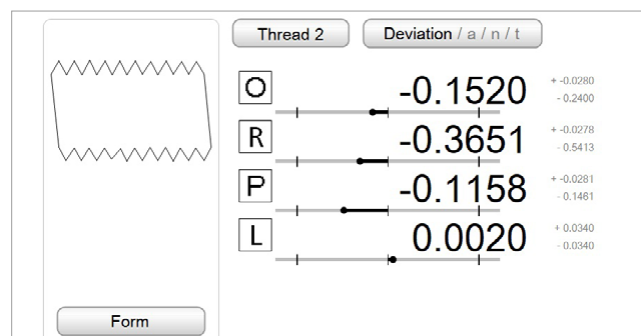 Thread 2 Deviation / a / n / t
O -0.1520 + -0.0280
- 0.2400
R -0.3651 + -0.0278
- 0.5413
P -0.1158 + -0.0281
- 0.1461
L 0.0020 + 0.0340
- 0.0340
Form